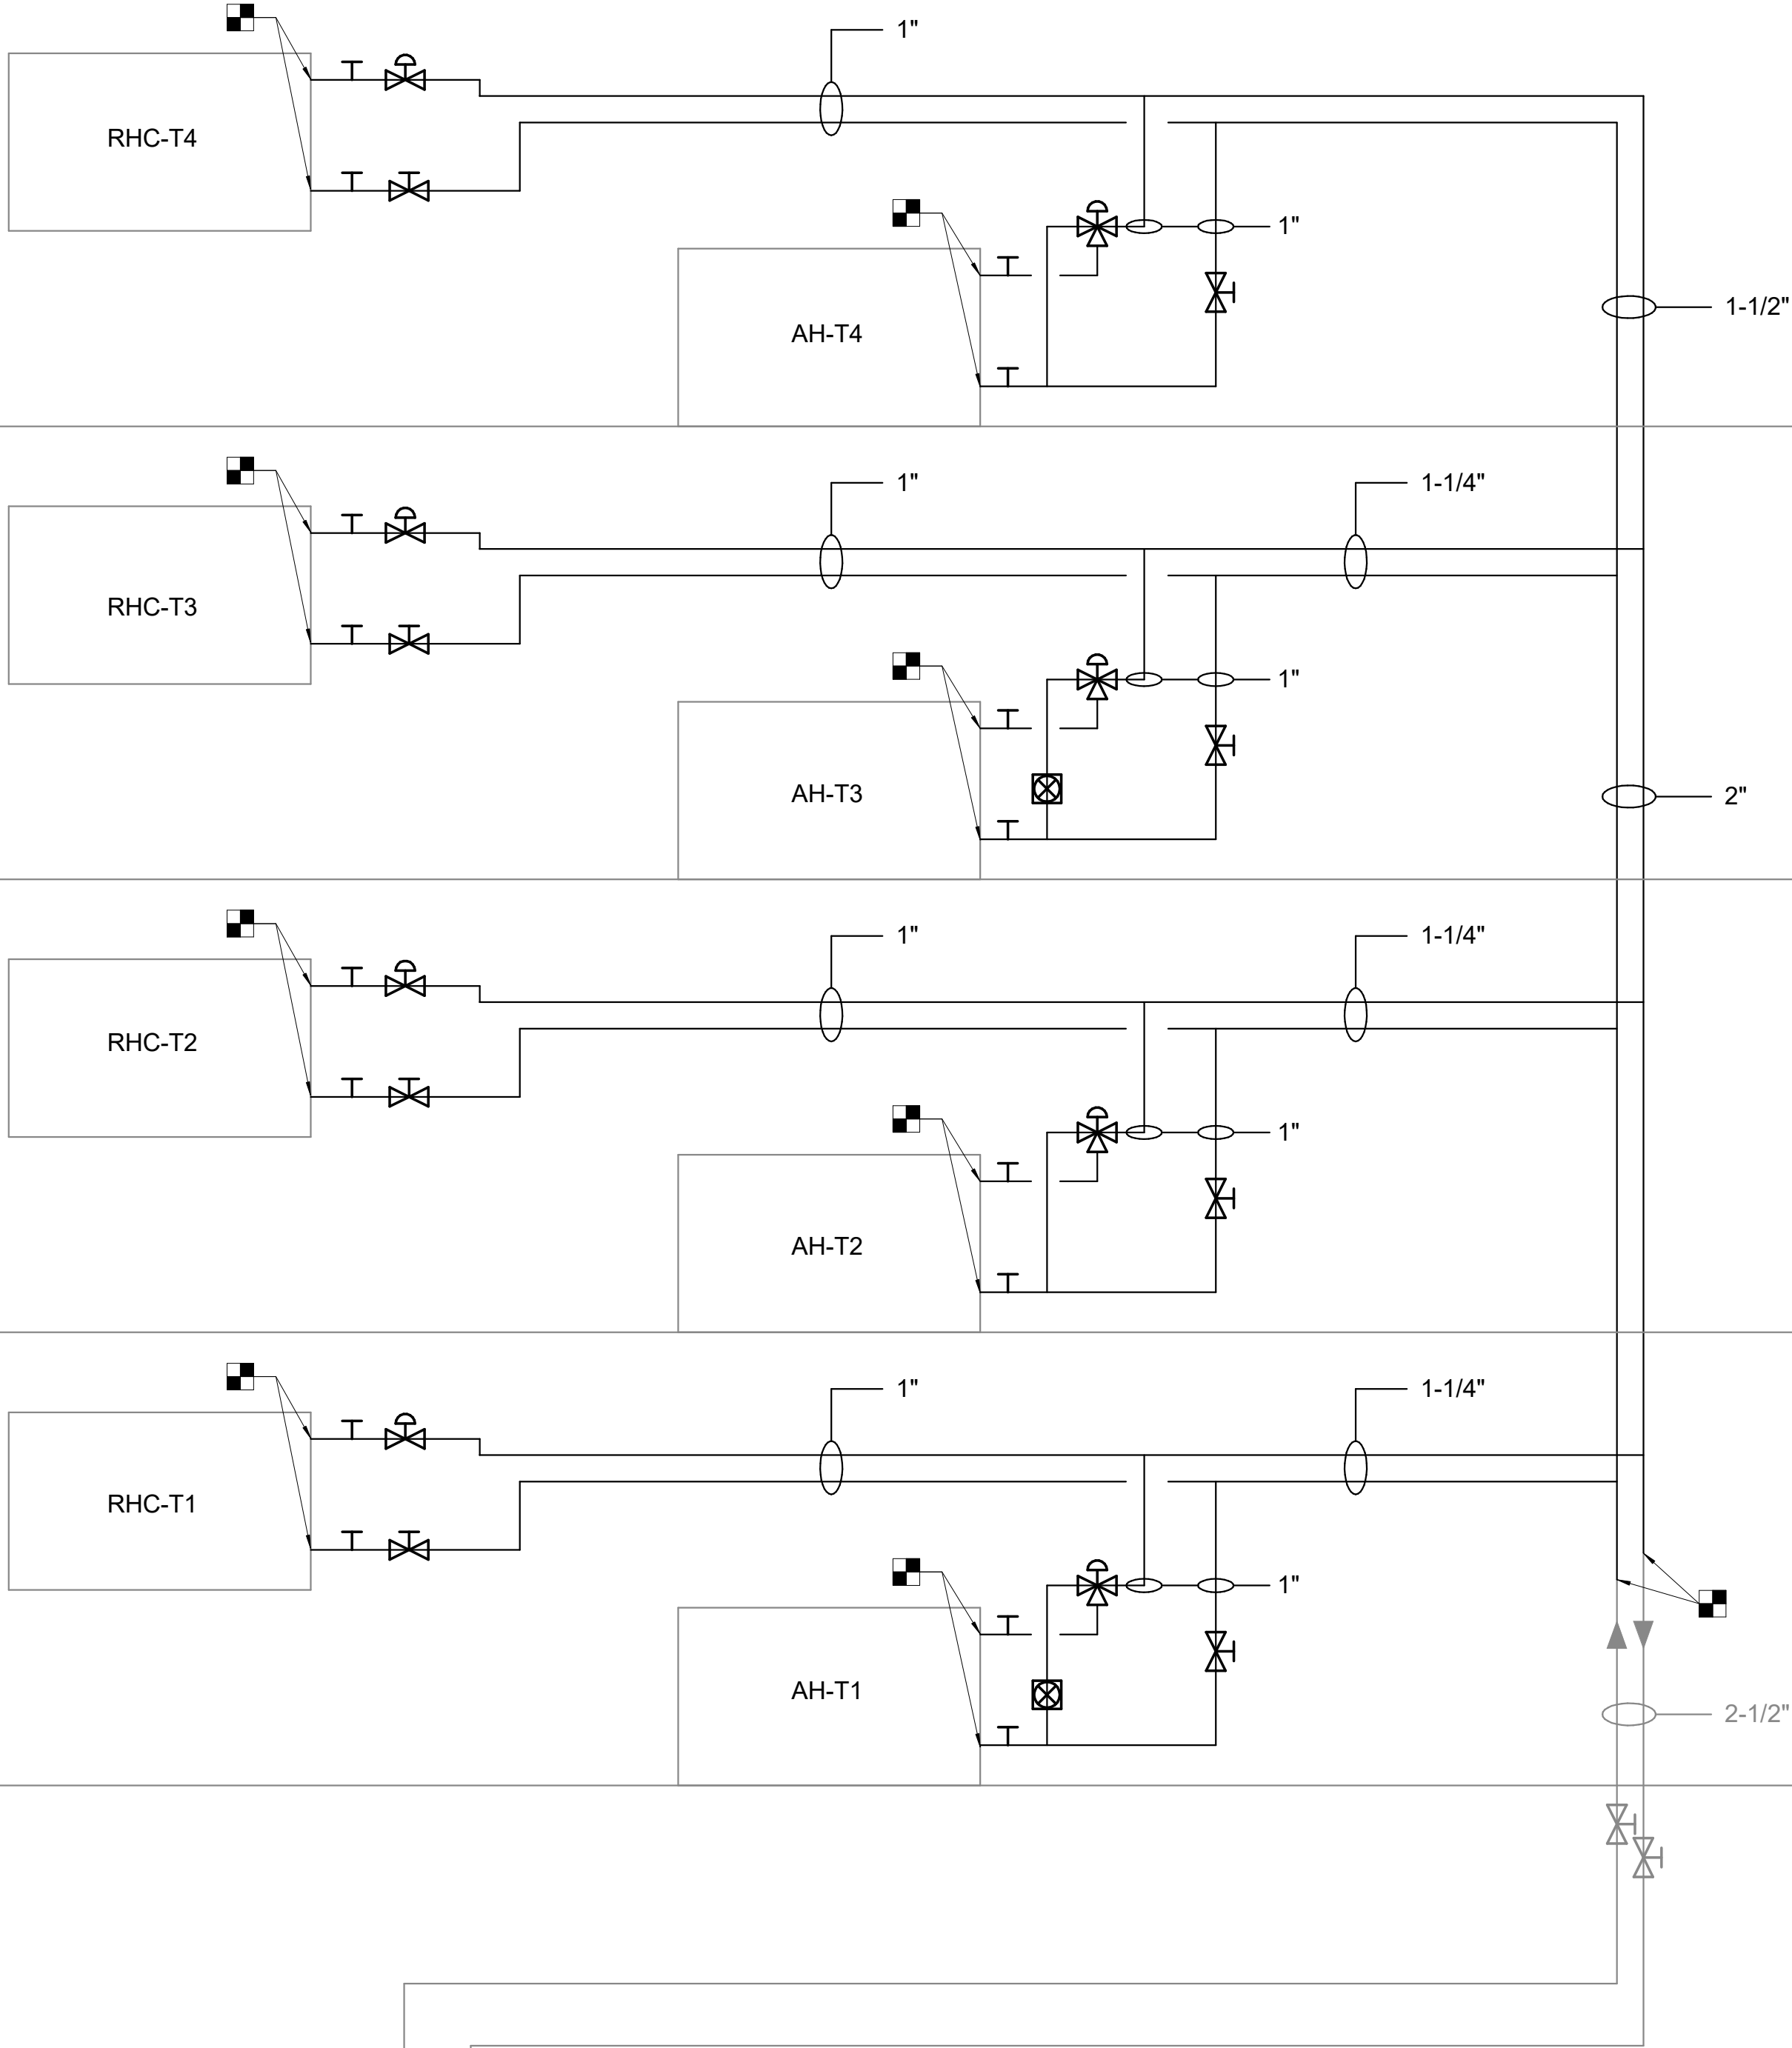 1"
RHC-T4
1"
AH-T4
1-1/2"
1"
1-1/4"
RHC-T3
1"
AH-T3
2"
1"
1-1/4"
RHC-T2
1"
AH-T2
1"
1-1/4"
RHC-T1
1"
AH-T1
2-1/2"